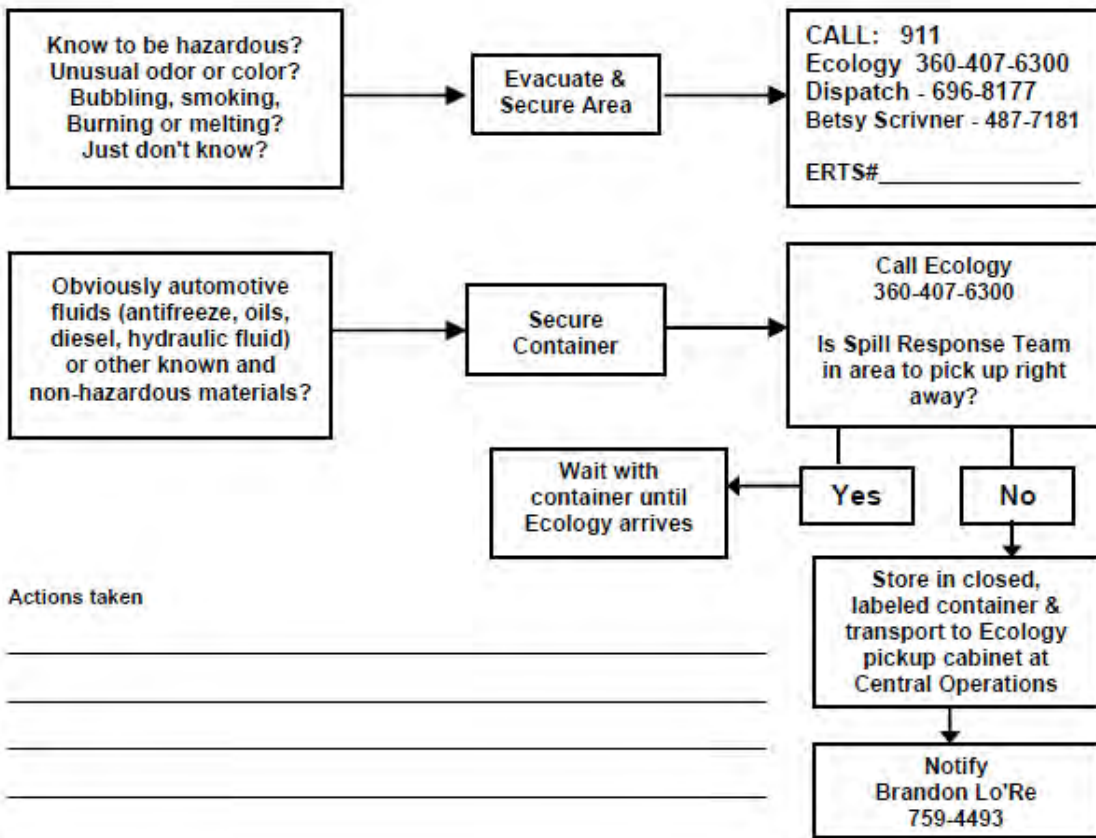 Know to be hazardous?
Unusual odor or color?
Bubbling, smoking,
Burning or melting?
Just don't know?
Evacuate &
Secure Area
CALL: 911
Ecology 360-407-6300
Dispatch - 696-8177
Betsy Scrivner - 487-7181
ERTS#_______________
Obviously automotive
fluids (antifreeze, oils,
diesel, hydraulic fluid)
or other known and
non-hazardous materials?
Secure
Container
Call Ecology
360-407-6300
Is Spill Response Team
in area to pick up right
away?
Yes
No
Wait with
container until
Ecology arrives
Store in closed,
labeled container &
transport to Ecology
pickup cabinet at
Central Operations
Notify
Brandon Lo'Re
759-4493
Actions taken